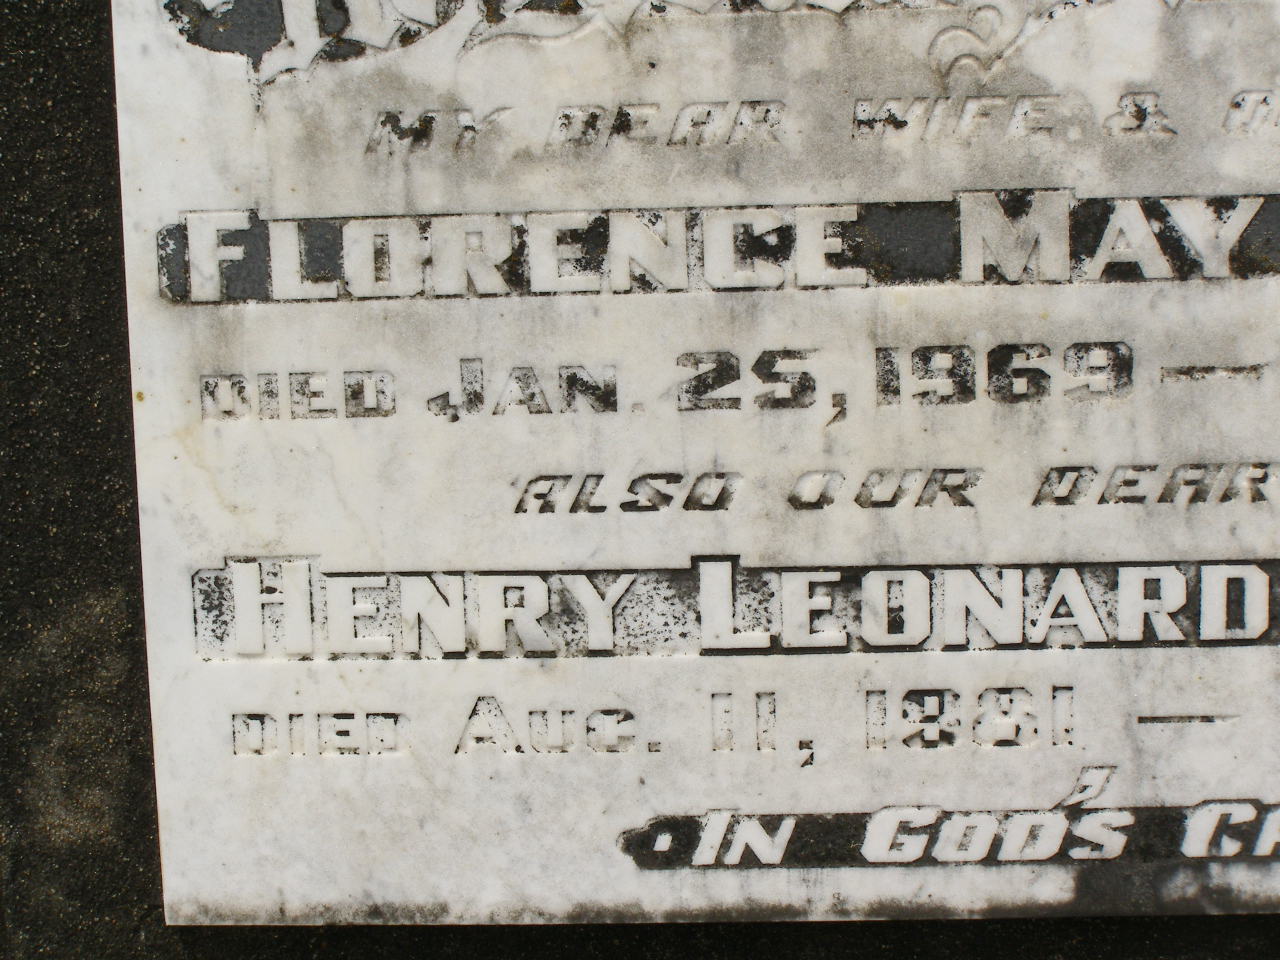 MY DEAR WIFE &
FLORENCE MAY
DIED JAN. 25, 1969 —
ALSO OUR DEAR
HENRY LEONARD
DIED AUG. 11, 1981 —
IN GOD'S